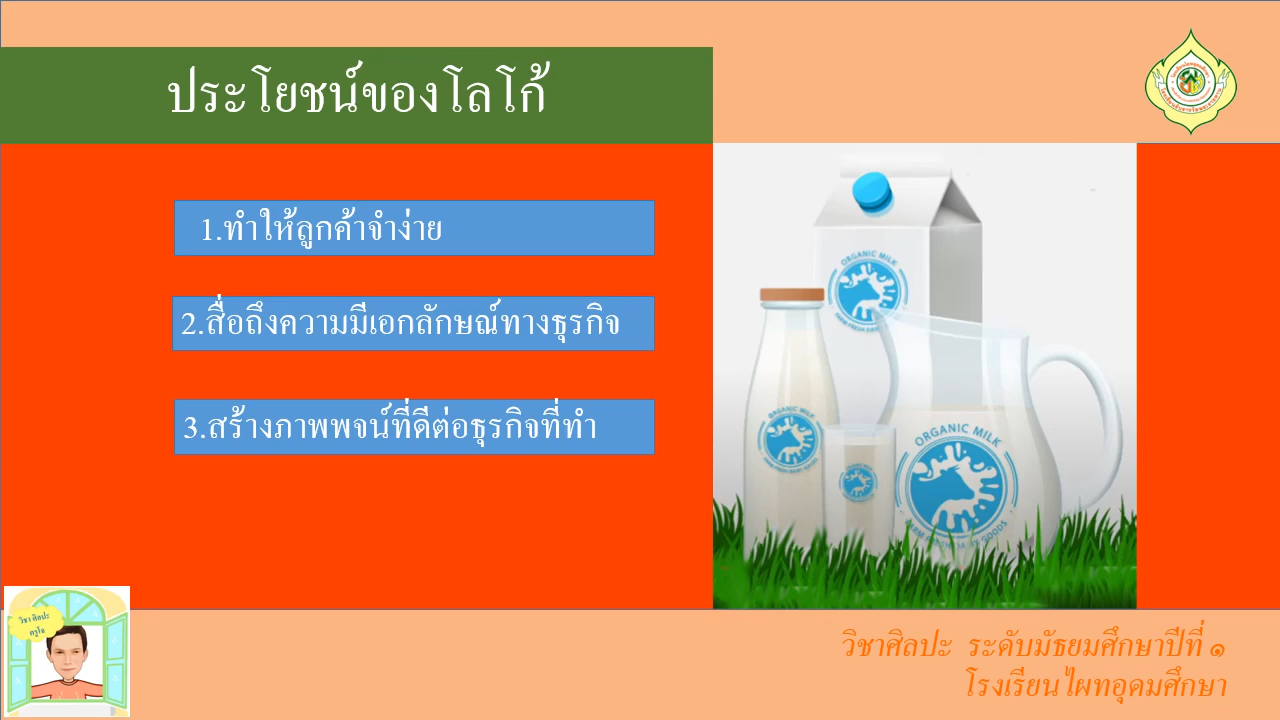 ประโยชน์ของโลโก้
1.ทำให้ลูกค้าจำง่าย
2.สื่อถึงความมีเอกลักษณ์ทางธุรกิจ
3.สร้างภาพพจน์ที่ดีต่อธุรกิจที่ทำ
ORGANIC MILK
ORGANIC MILK
ORGANIC MILK
ORGANIC MILK
วิชา ศิลปะ
วิชาศิลปะ ระดับมัธยมศึกษาปีที่ ๑
โรงเรียนไผทอุดมศึกษา